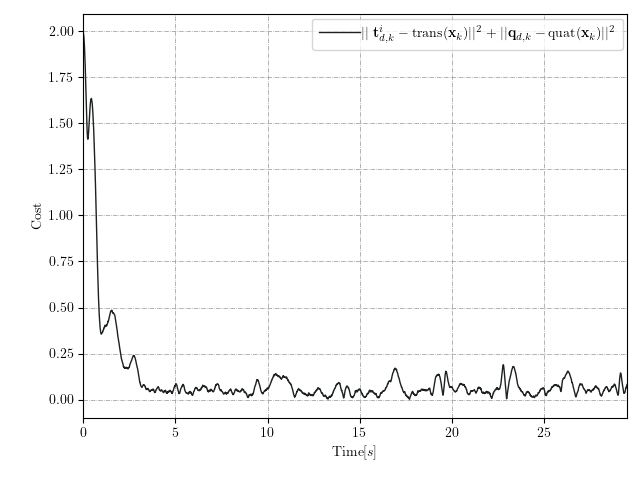 || t^i_{d,k} − trans(x_k)||^2 + ||q_{d,k} − quat(x_k)||^2
2.00
1.75
1.50
1.25
1.00
0.75
0.50
0.25
0.00
Cost
0 5 10 15 20 25
Time[s]